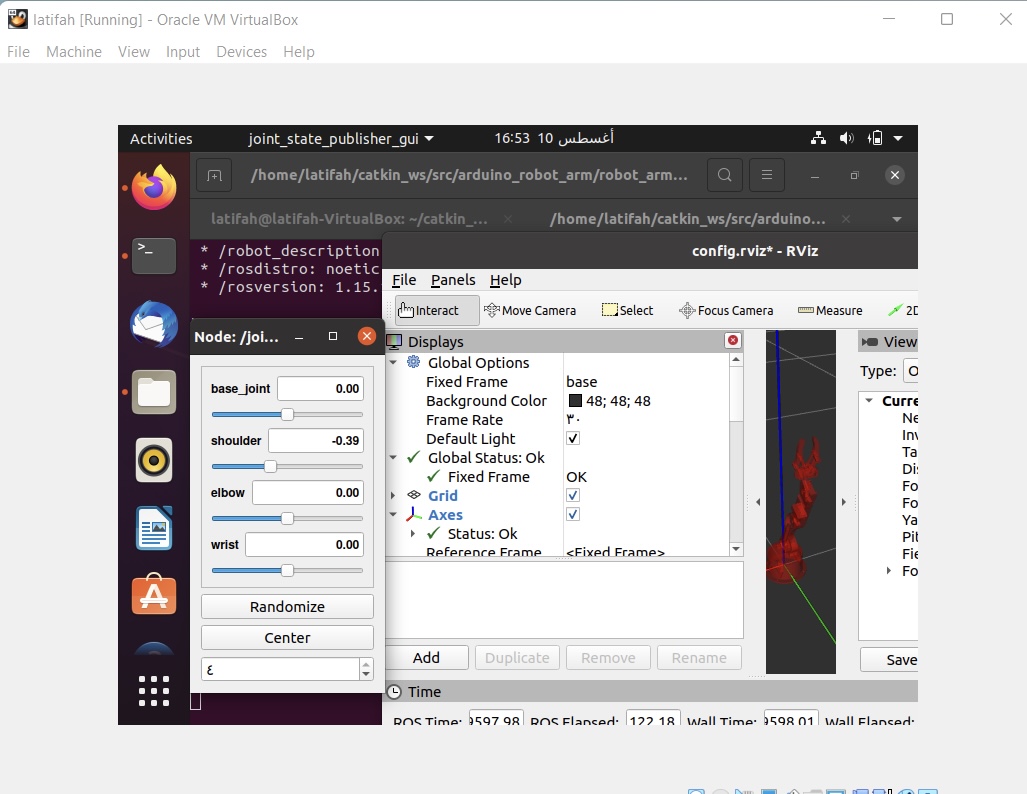 latifah [Running] - Oracle VM VirtualBox
File Machine View Input Devices Help
Activities joint_state_publisher_gui 16:53 10 أغسطس
/home/latifah/catkin_ws/src/arduino_robot_arm/robot_arm...
latifah@latifah-VirtualBox: ~/catkin_... /home/latifah/catkin_ws/src/arduino...
* /robot_description
* /rosdistro: noetic
* /rosversion: 1.15.
Node: /joi...
base_joint 0.00
shoulder -0.39
elbow 0.00
wrist 0.00
Randomize
Center
٤
config.rviz* - RViz
File Panels Help
Interact Move Camera Select Focus Camera Measure 2D
Displays
Global Options
Fixed Frame base
Background Color 48; 48; 48
Frame Rate ٣٠
Default Light ✓
Global Status: Ok
Fixed Frame OK
Grid
Axes
Status: Ok
Reference Frame <Fixed Frame>
Add Duplicate Remove Rename
View
Type: O
Curre
Ne
Inv
Ta
Dis
Fo
Fo
Ya
Pit
Fie
Fo
Save
Time
ROS Time: 9597.98 ROS Elapsed: 122.18 Wall Time: 9598.01 Wall Elapsed: